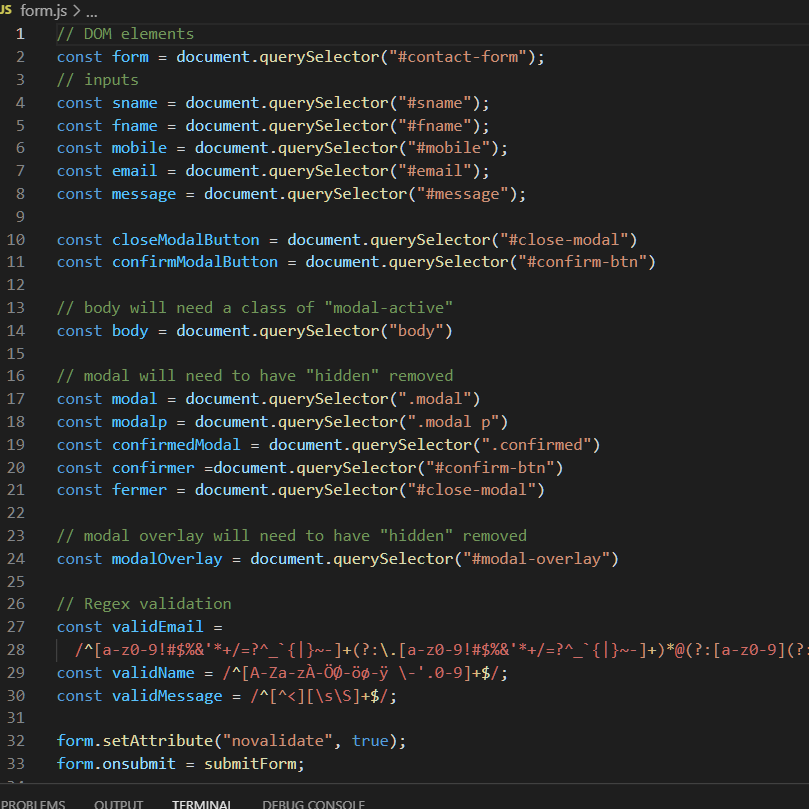 JS form.js > ...
1 // DOM elements
2 const form = document.querySelector("#contact-form");
3 // inputs
4 const sname = document.querySelector("#sname");
5 const fname = document.querySelector("#fname");
6 const mobile = document.querySelector("#mobile");
7 const email = document.querySelector("#email");
8 const message = document.querySelector("#message");
9
10 const closeModalButton = document.querySelector("#close-modal")
11 const confirmModalButton = document.querySelector("#confirm-btn")
12
13 // body will need a class of "modal-active"
14 const body = document.querySelector("body")
15
16 // modal will need to have "hidden" removed
17 const modal = document.querySelector(".modal")
18 const modalp = document.querySelector(".modal p")
19 const confirmedModal = document.querySelector(".confirmed")
20 const confirmer =document.querySelector("#confirm-btn")
21 const fermer = document.querySelector("#close-modal")
22
23 // modal overlay will need to have "hidden" removed
24 const modalOverlay = document.querySelector("#modal-overlay")
25
26 // Regex validation
27 const validEmail =
28 /^[a-z0-9!#$%&'*+/=?^_`{|}~-]+(?:\.[a-z0-9!#$%&'*+/=?^_`{|}~-]+)*@(?:[a-z0-9](?:
29 const validName = /^[A-Za-zÀ-ÖØ-öø-ÿ \-'.0-9]+$/;
30 const validMessage = /^[^<][\s\S]+$/;
31
32 form.setAttribute("novalidate", true);
33 form.onsubmit = submitForm;
PROBLEMS OUTPUT TERMINAL DEBUG CONSOLE